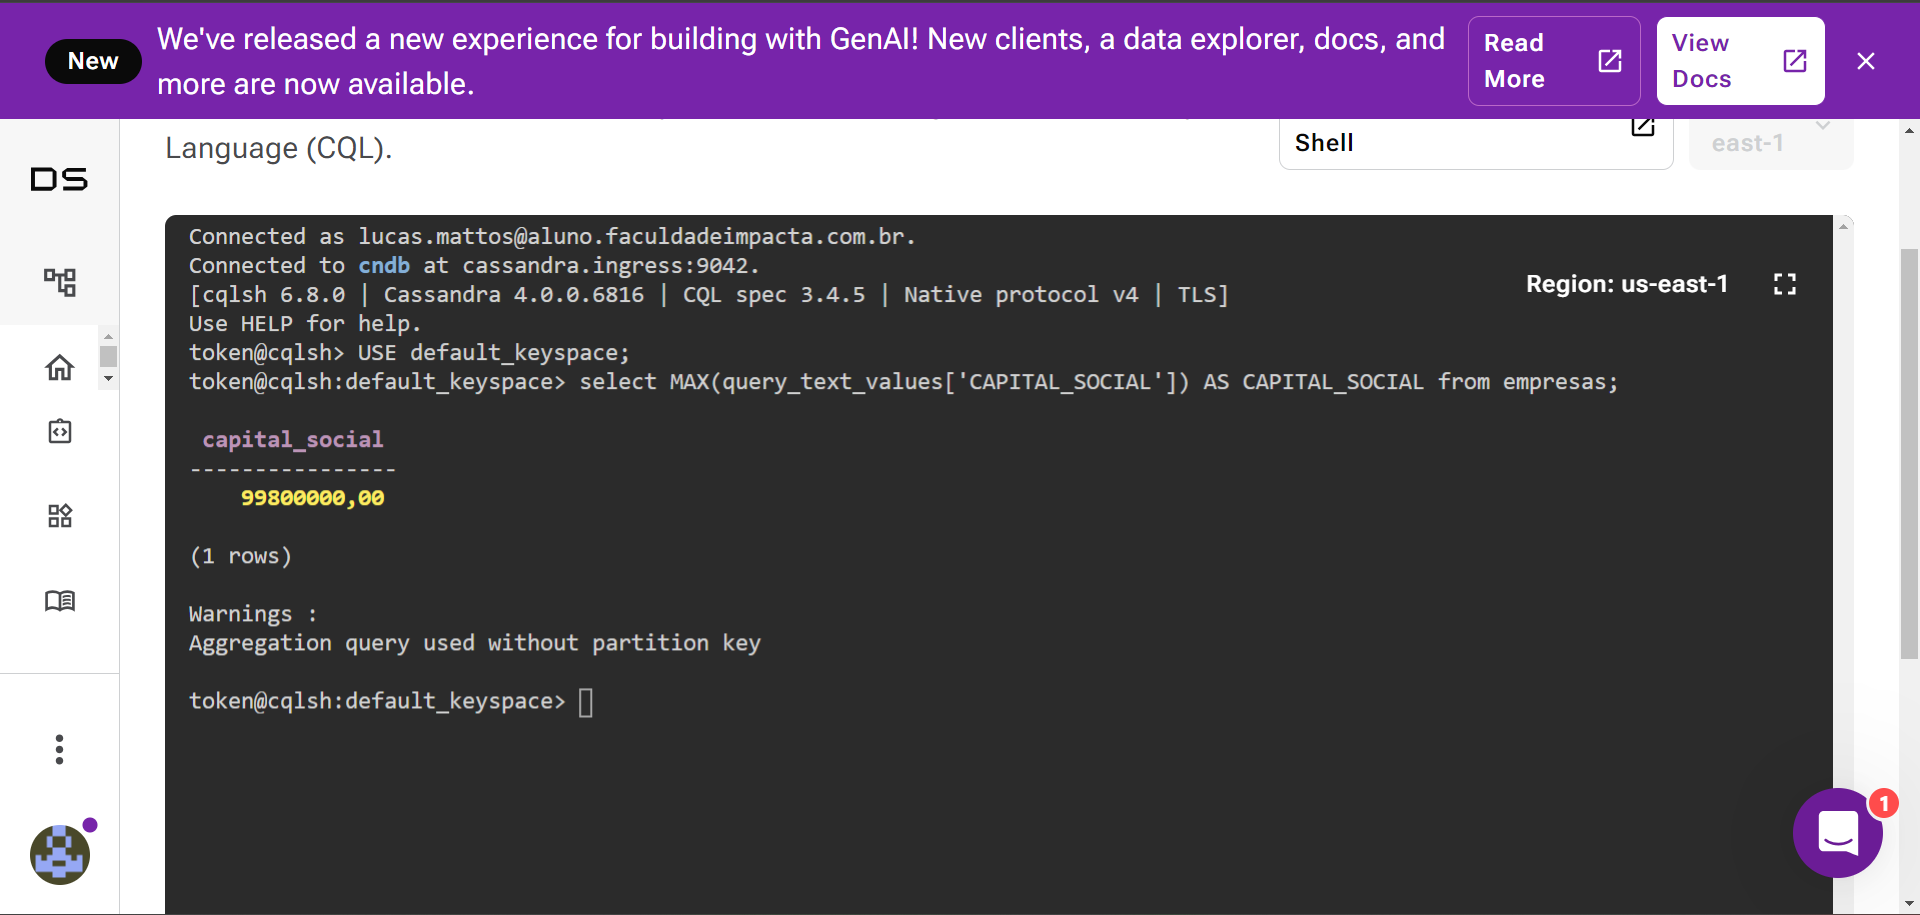 New
We've released a new experience for building with GenAI! New clients, a data explorer, docs, and
more are now available.
Read
More
View
Docs
DS
Language (CQL).
Shell
east-1
Connected as lucas.mattos@aluno.faculdadeimpacta.com.br.
Connected to cndb at cassandra.ingress:9042.
[cqlsh 6.8.0 | Cassandra 4.0.0.6816 | CQL spec 3.4.5 | Native protocol v4 | TLS]
Region: us-east-1
Use HELP for help.
token@cqlsh> USE default_keyspace;
token@cqlsh:default_keyspace> select MAX(query_text_values['CAPITAL_SOCIAL']) AS CAPITAL_SOCIAL from empresas;
capital_social
----------------
99800000,00
(1 rows)
Warnings :
Aggregation query used without partition key
token@cqlsh:default_keyspace>
1